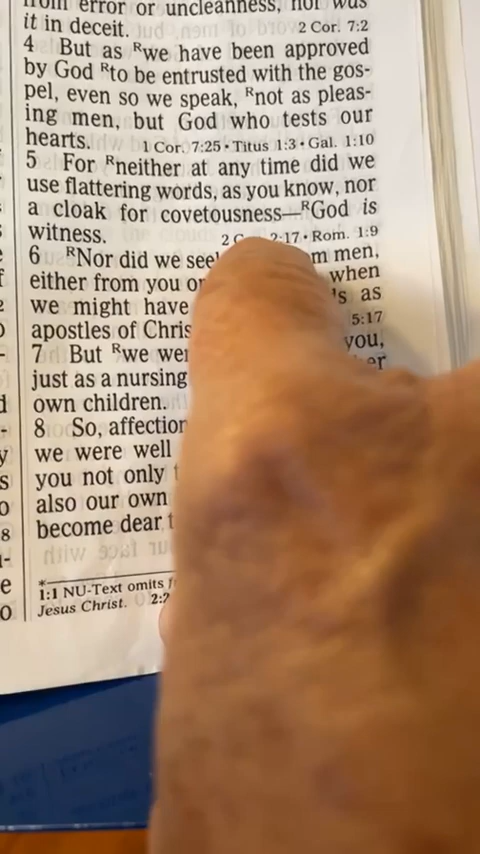 from error or uncleanness, nor was
it in deceit. 2 Cor. 7:2
4 But as Rwe have been approved
by God Rto be entrusted with the gos-
pel, even so we speak, Rnot as pleas-
ing men, but God who tests our
hearts. 1 Cor. 7:25 • Titus 1:3 • Gal. 1:10
5 For Rneither at any time did we
use flattering words, as you know, nor
a cloak for covetousness—RGod is
witness. 2 2:17 • Rom. 1:9
6 RNor did we men,
either from you when
we might have as
apostles of 5:17
7 But Rwe you,
just as a nursing
own children.
8 So,
we were well
you not only
also our own
become dear
*1:1 NU-Text omits
Jesus Christ.